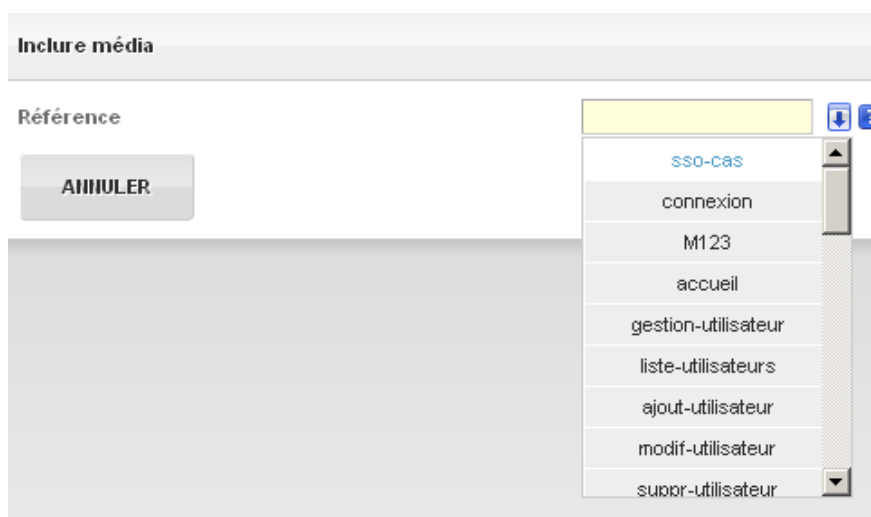 Inclure média
Référence
sso-cas
ANNULER
connexion
M123
accueil
gestion-utilisateur
liste-utilisateurs
ajout-utilisateur
modif-utilisateur
suppr-utilisateur